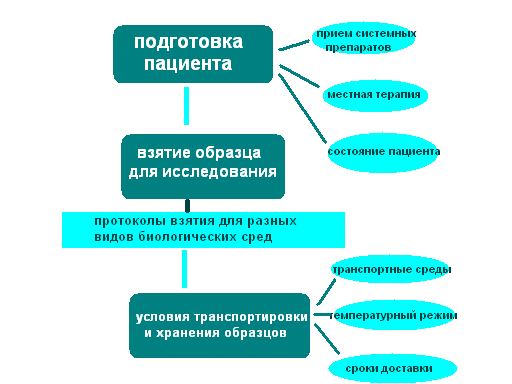 подготовка
пациента
прием системных
препаратов
местная терапия
состояние пациента
взятие образца
для исследования
протоколы взятия для разных
видов биологических сред
условия транспортировки
и хранения образцов
транспортные среды
температурный режим
сроки доставки